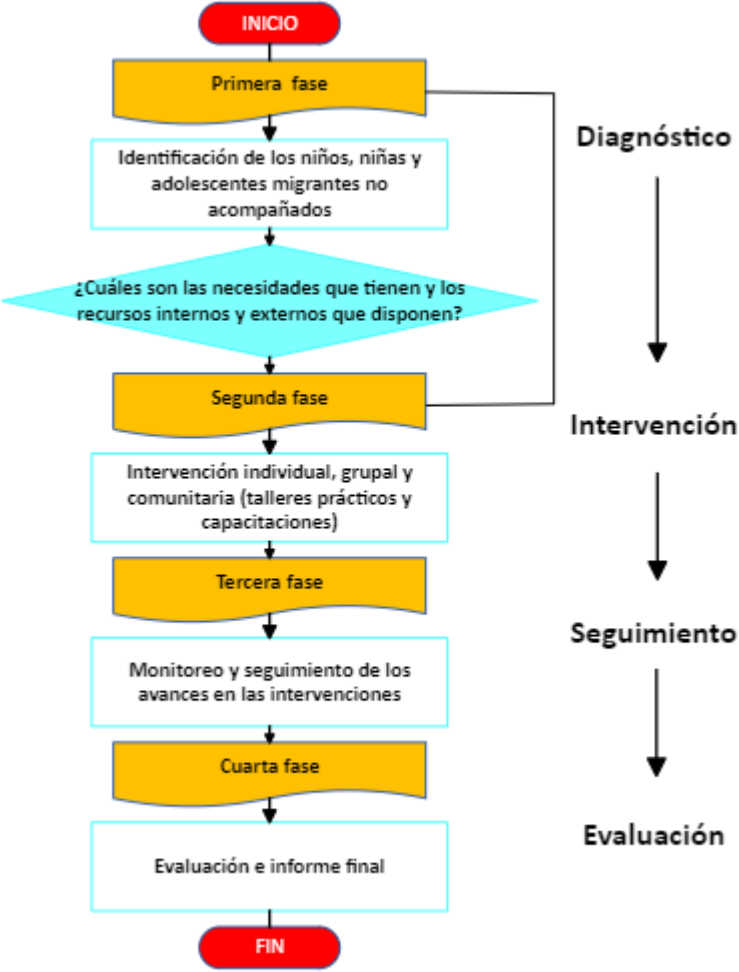 INICIO
Primera fase
Diagnóstico
Identificación de los niños, niñas y
adolescentes migrantes no
acompañados
¿Cuáles son las necesidades que tienen y los
recursos internos y externos que disponen?
Segunda fase
Intervención
Intervención individual, grupal y
comunitaria (talleres prácticos y
capacitaciones)
Tercera fase
Seguimiento
Monitoreo y seguimiento de los
avances en las intervenciones
Cuarta fase
Evaluación
Evaluación e informe final
FIN